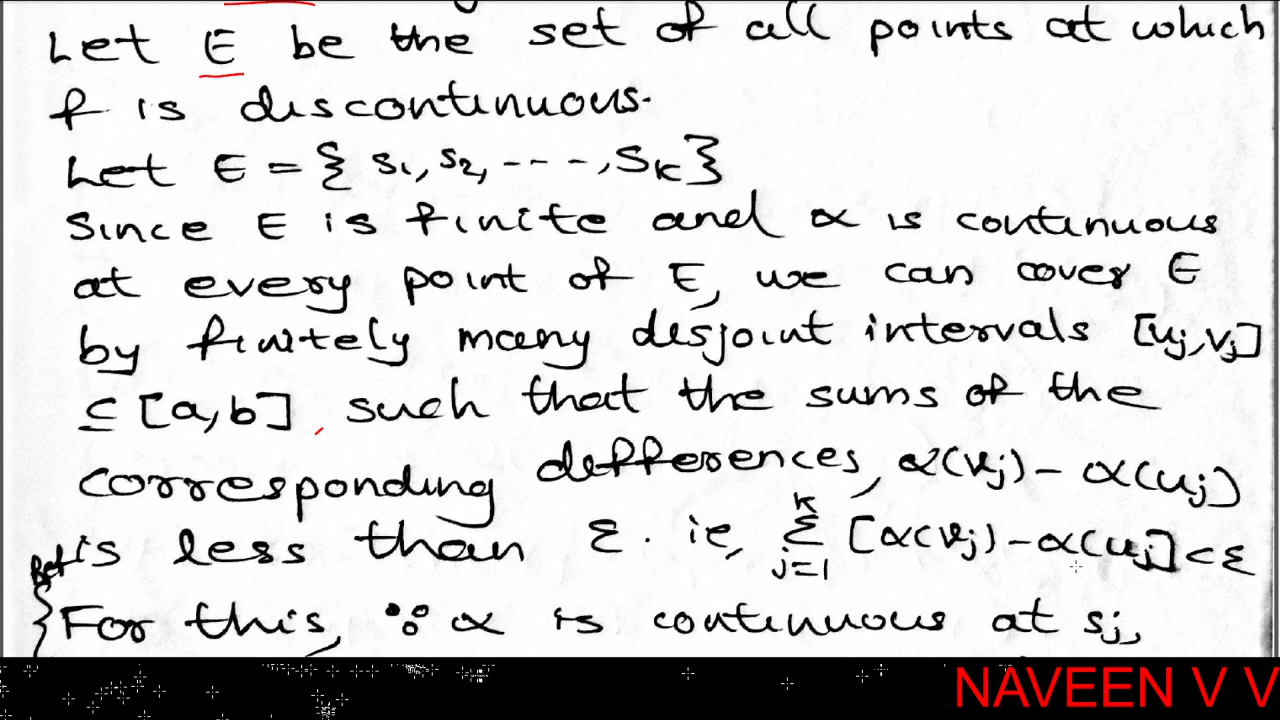 Let E be the set of all points at which
f is discontinuous.
Let E = { s₁, s₂, ----, sₖ }
Since E is finite and α is continuous
at every point of E, we can cover E
by finitely many disjoint intervals [uⱼ, vⱼ]
⊆ [a, b], such that the sums of the
corresponding differences, α(vⱼ) - α(uⱼ)
is less than ε. ie, Σ_{j=1}^{k} [α(vⱼ) - α(uⱼ] < ε
{ For this, ∵ α is continuous at sⱼ,
NAVEEN V V